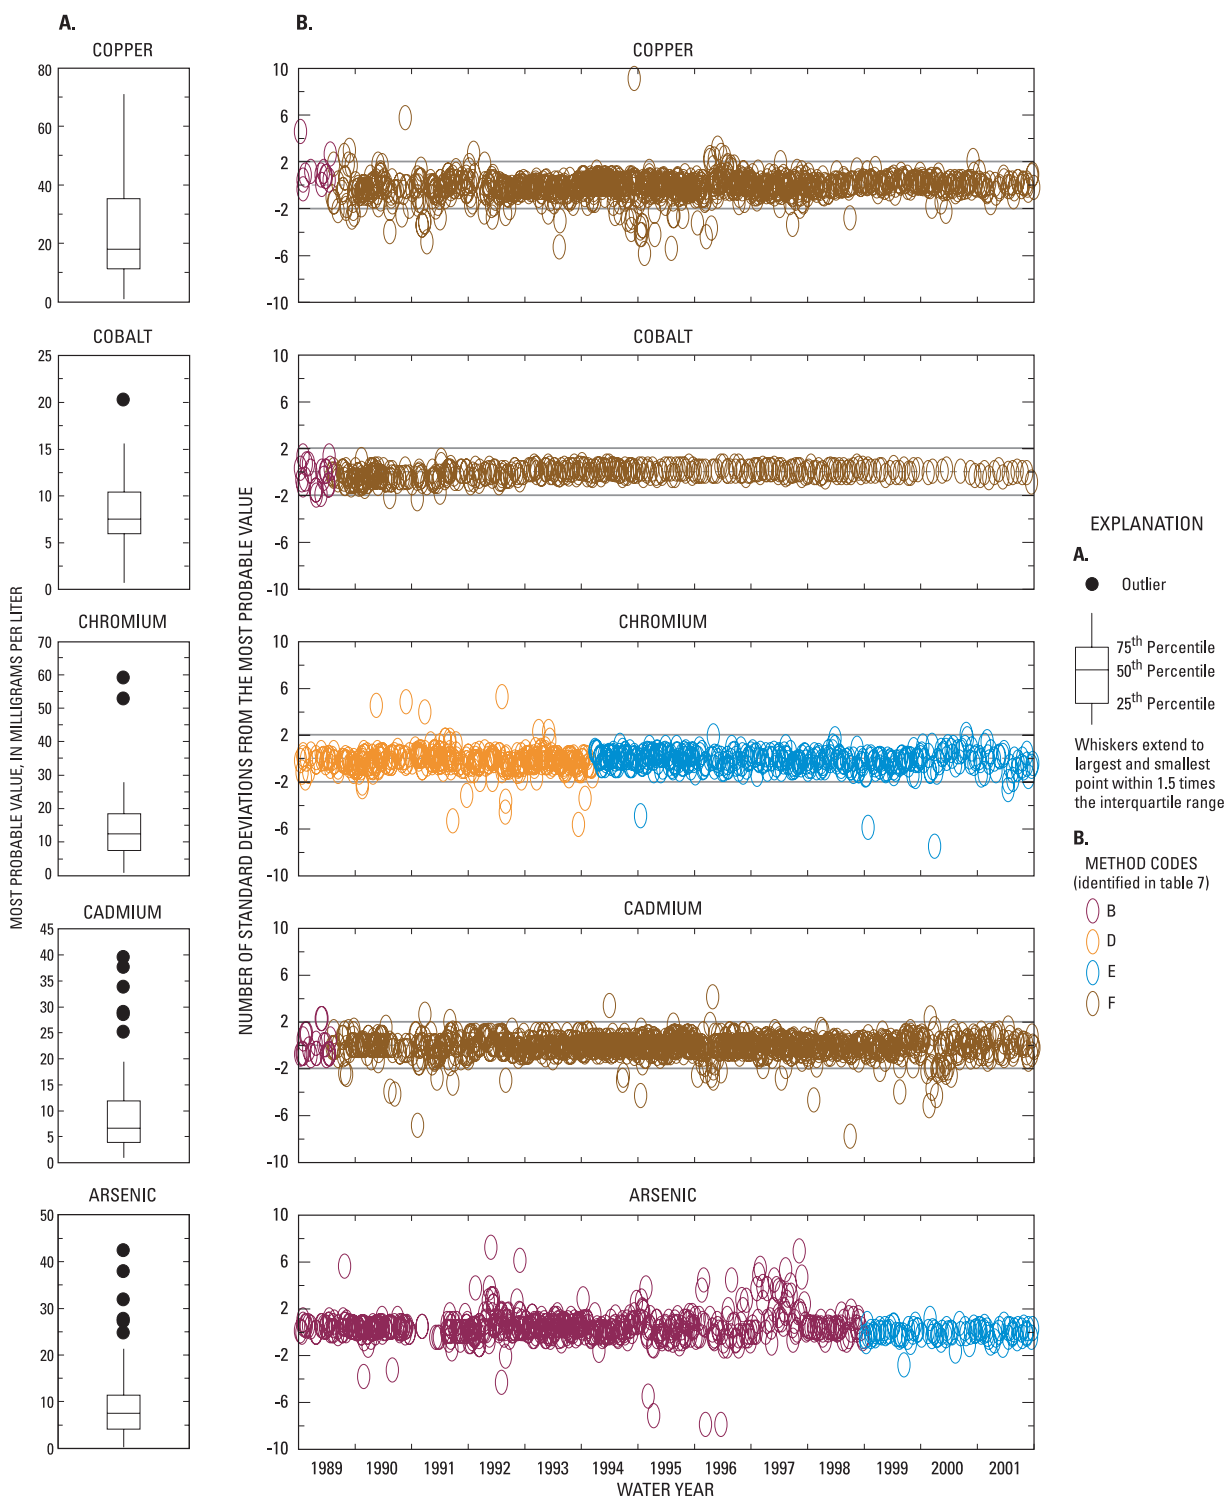 A.
B.
COPPER
80
60
40
20
0
COPPER
10
6
2
-2
-6
-10
COBALT
25
20
15
10
5
0
COBALT
10
6
2
-2
-6
-10
CHROMIUM
70
60
50
40
30
20
10
0
CHROMIUM
10
6
2
-2
-6
-10
CADMIUM
45
40
35
30
25
20
15
10
5
0
CADMIUM
10
6
2
-2
-6
-10
ARSENIC
50
40
30
20
10
0
ARSENIC
10
6
2
-2
-6
-10
1989 1990 1991 1992 1993 1994 1995 1996 1997 1998 1999 2000 2001
WATER YEAR
MOST PROBABLE VALUE, IN MILLIGRAMS PER LITER
NUMBER OF STANDARD DEVIATIONS FROM THE MOST PROBABLE VALUE
EXPLANATION
A.
Outlier
75th Percentile
50th Percentile
25th Percentile
Whiskers extend to
largest and smallest
point within 1.5 times
the interquartile range
B.
METHOD CODES
(identified in table 7)
B
D
E
F